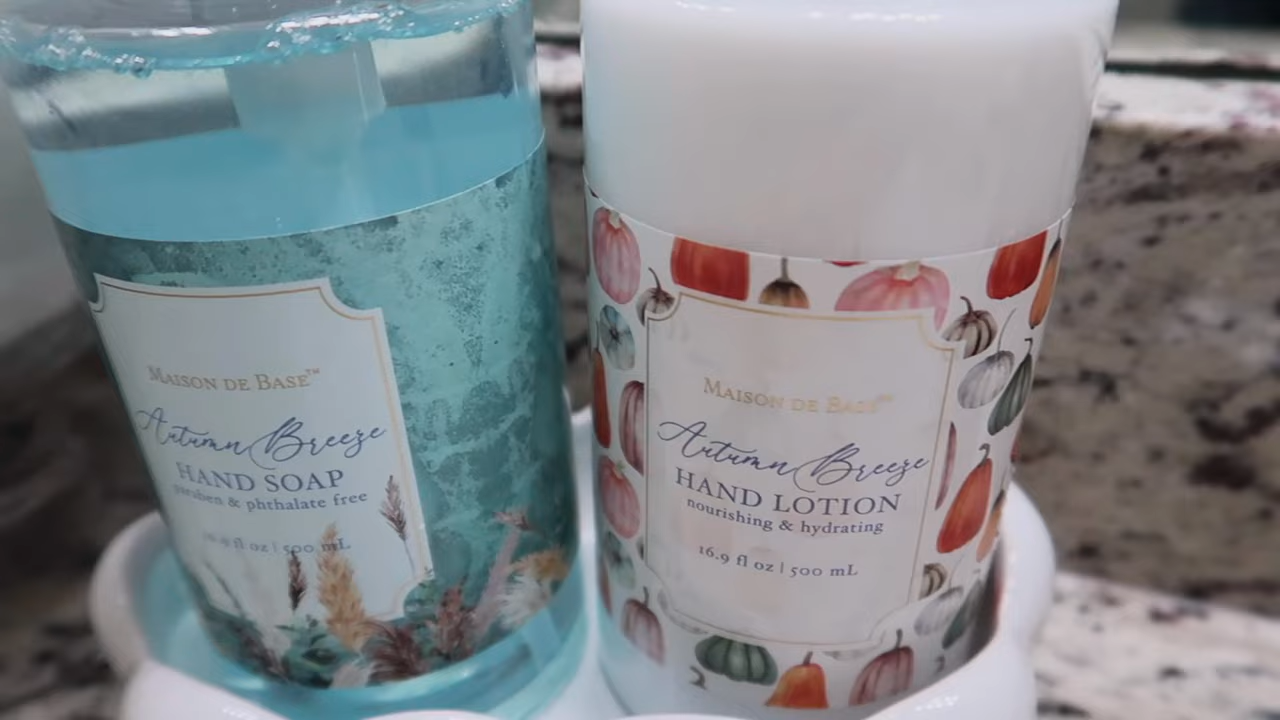 MAISON DE BASE™
Autumn Breeze
HAND SOAP
paraben & phthalate free
16.9 fl oz | 500 mL
MAISON DE BASE™
Autumn Breeze
HAND LOTION
nourishing & hydrating
16.9 fl oz | 500 mL